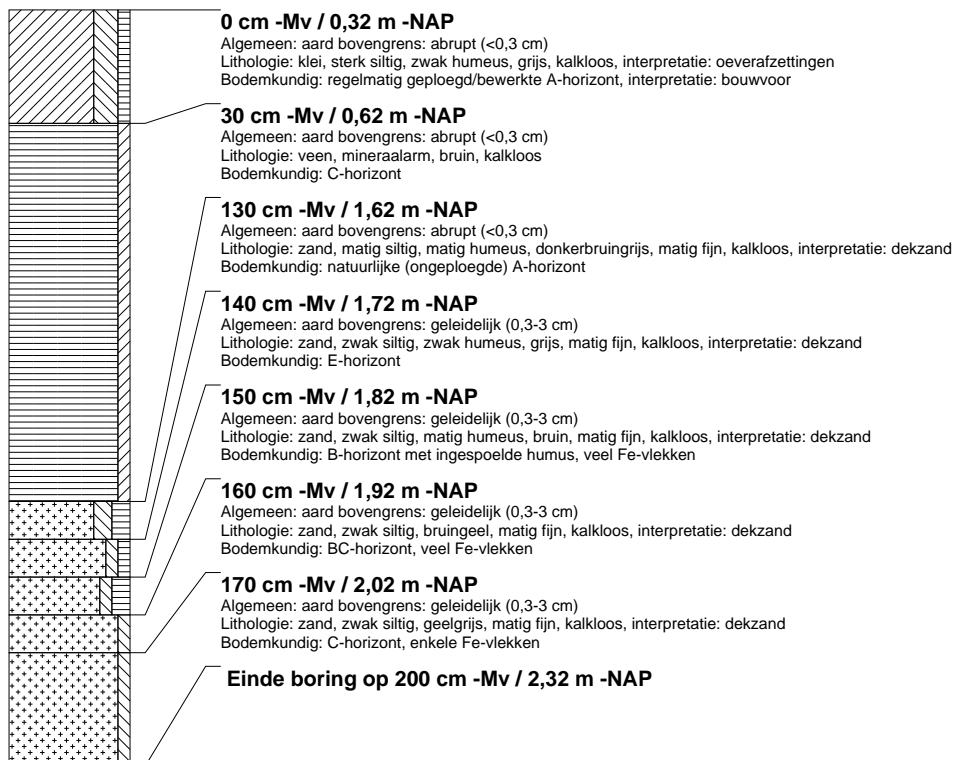 0 cm -Mv / 0,32 m -NAP
Algemeen: aard bovengrens: abrupt (<0,3 cm)
Lithologie: klei, sterk siltig, zwak humeus, grijs, kalkloos, interpretatie: oeverafzettingen
Bodemkundig: regelmatig geploegd/bewerkte A-horizont, interpretatie: bouwvoor
30 cm -Mv / 0,62 m -NAP
Algemeen: aard bovengrens: abrupt (<0,3 cm)
Lithologie: veen, mineraalarm, bruin, kalkloos
Bodemkundig: C-horizont
130 cm -Mv / 1,62 m -NAP
Algemeen: aard bovengrens: abrupt (<0,3 cm)
Lithologie: zand, matig siltig, matig humeus, donkerbruingrijs, matig fijn, kalkloos, interpretatie: dekzand
Bodemkundig: natuurlijke (ongeploegde) A-horizont
140 cm -Mv / 1,72 m -NAP
Algemeen: aard bovengrens: geleidelijk (0,3-3 cm)
Lithologie: zand, zwak siltig, zwak humeus, grijs, matig fijn, kalkloos, interpretatie: dekzand
Bodemkundig: E-horizont
150 cm -Mv / 1,82 m -NAP
Algemeen: aard bovengrens: geleidelijk (0,3-3 cm)
Lithologie: zand, zwak siltig, matig humeus, bruin, matig fijn, kalkloos, interpretatie: dekzand
Bodemkundig: B-horizont met ingespoelde humus, veel Fe-vlekken
160 cm -Mv / 1,92 m -NAP
Algemeen: aard bovengrens: geleidelijk (0,3-3 cm)
Lithologie: zand, zwak siltig, bruingeel, matig fijn, kalkloos, interpretatie: dekzand
Bodemkundig: BC-horizont, veel Fe-vlekken
170 cm -Mv / 2,02 m -NAP
Algemeen: aard bovengrens: geleidelijk (0,3-3 cm)
Lithologie: zand, zwak siltig, geelgrijs, matig fijn, kalkloos, interpretatie: dekzand
Bodemkundig: C-horizont, enkele Fe-vlekken
Einde boring op 200 cm -Mv / 2,32 m -NAP